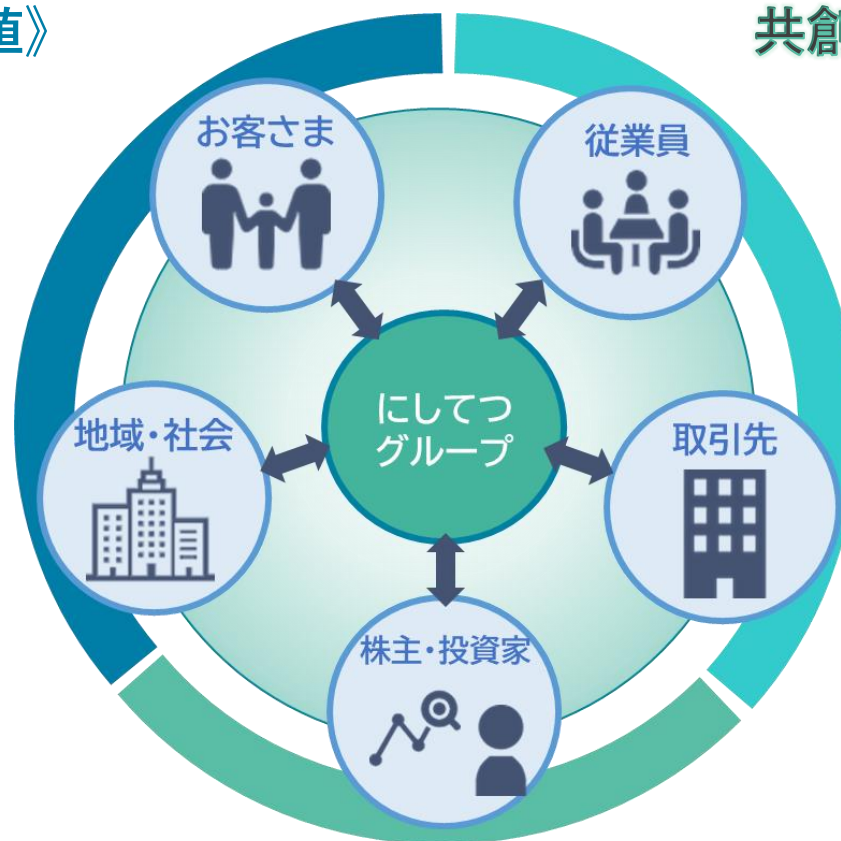 値》
共創
お客さま
従業員
にしてつ
グループ
地域・社会
取引先
株主・投資家